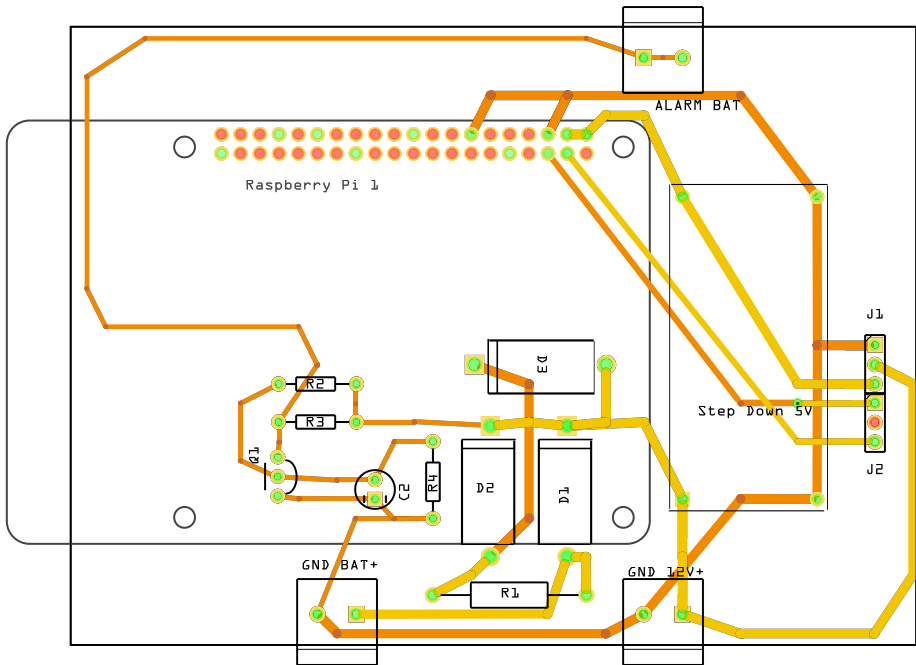 ALARM BAT
Raspberry Pi 1
J1
D3
R2
Step Down 5V
R3
Q1
J2
C2
R4
D2
D1
GND BAT+
GND 12V+
R1